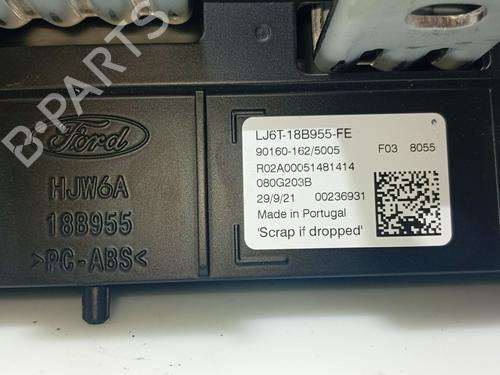 Ford
HJW6A
18B955
>PC-ABS<
LJ6T-18B955-FE
90160-162/5005 F03 8055
R02A00051481414
080G203B
29/9/21 00236931
Made in Portugal
'Scrap if dropped'
B-PARTS